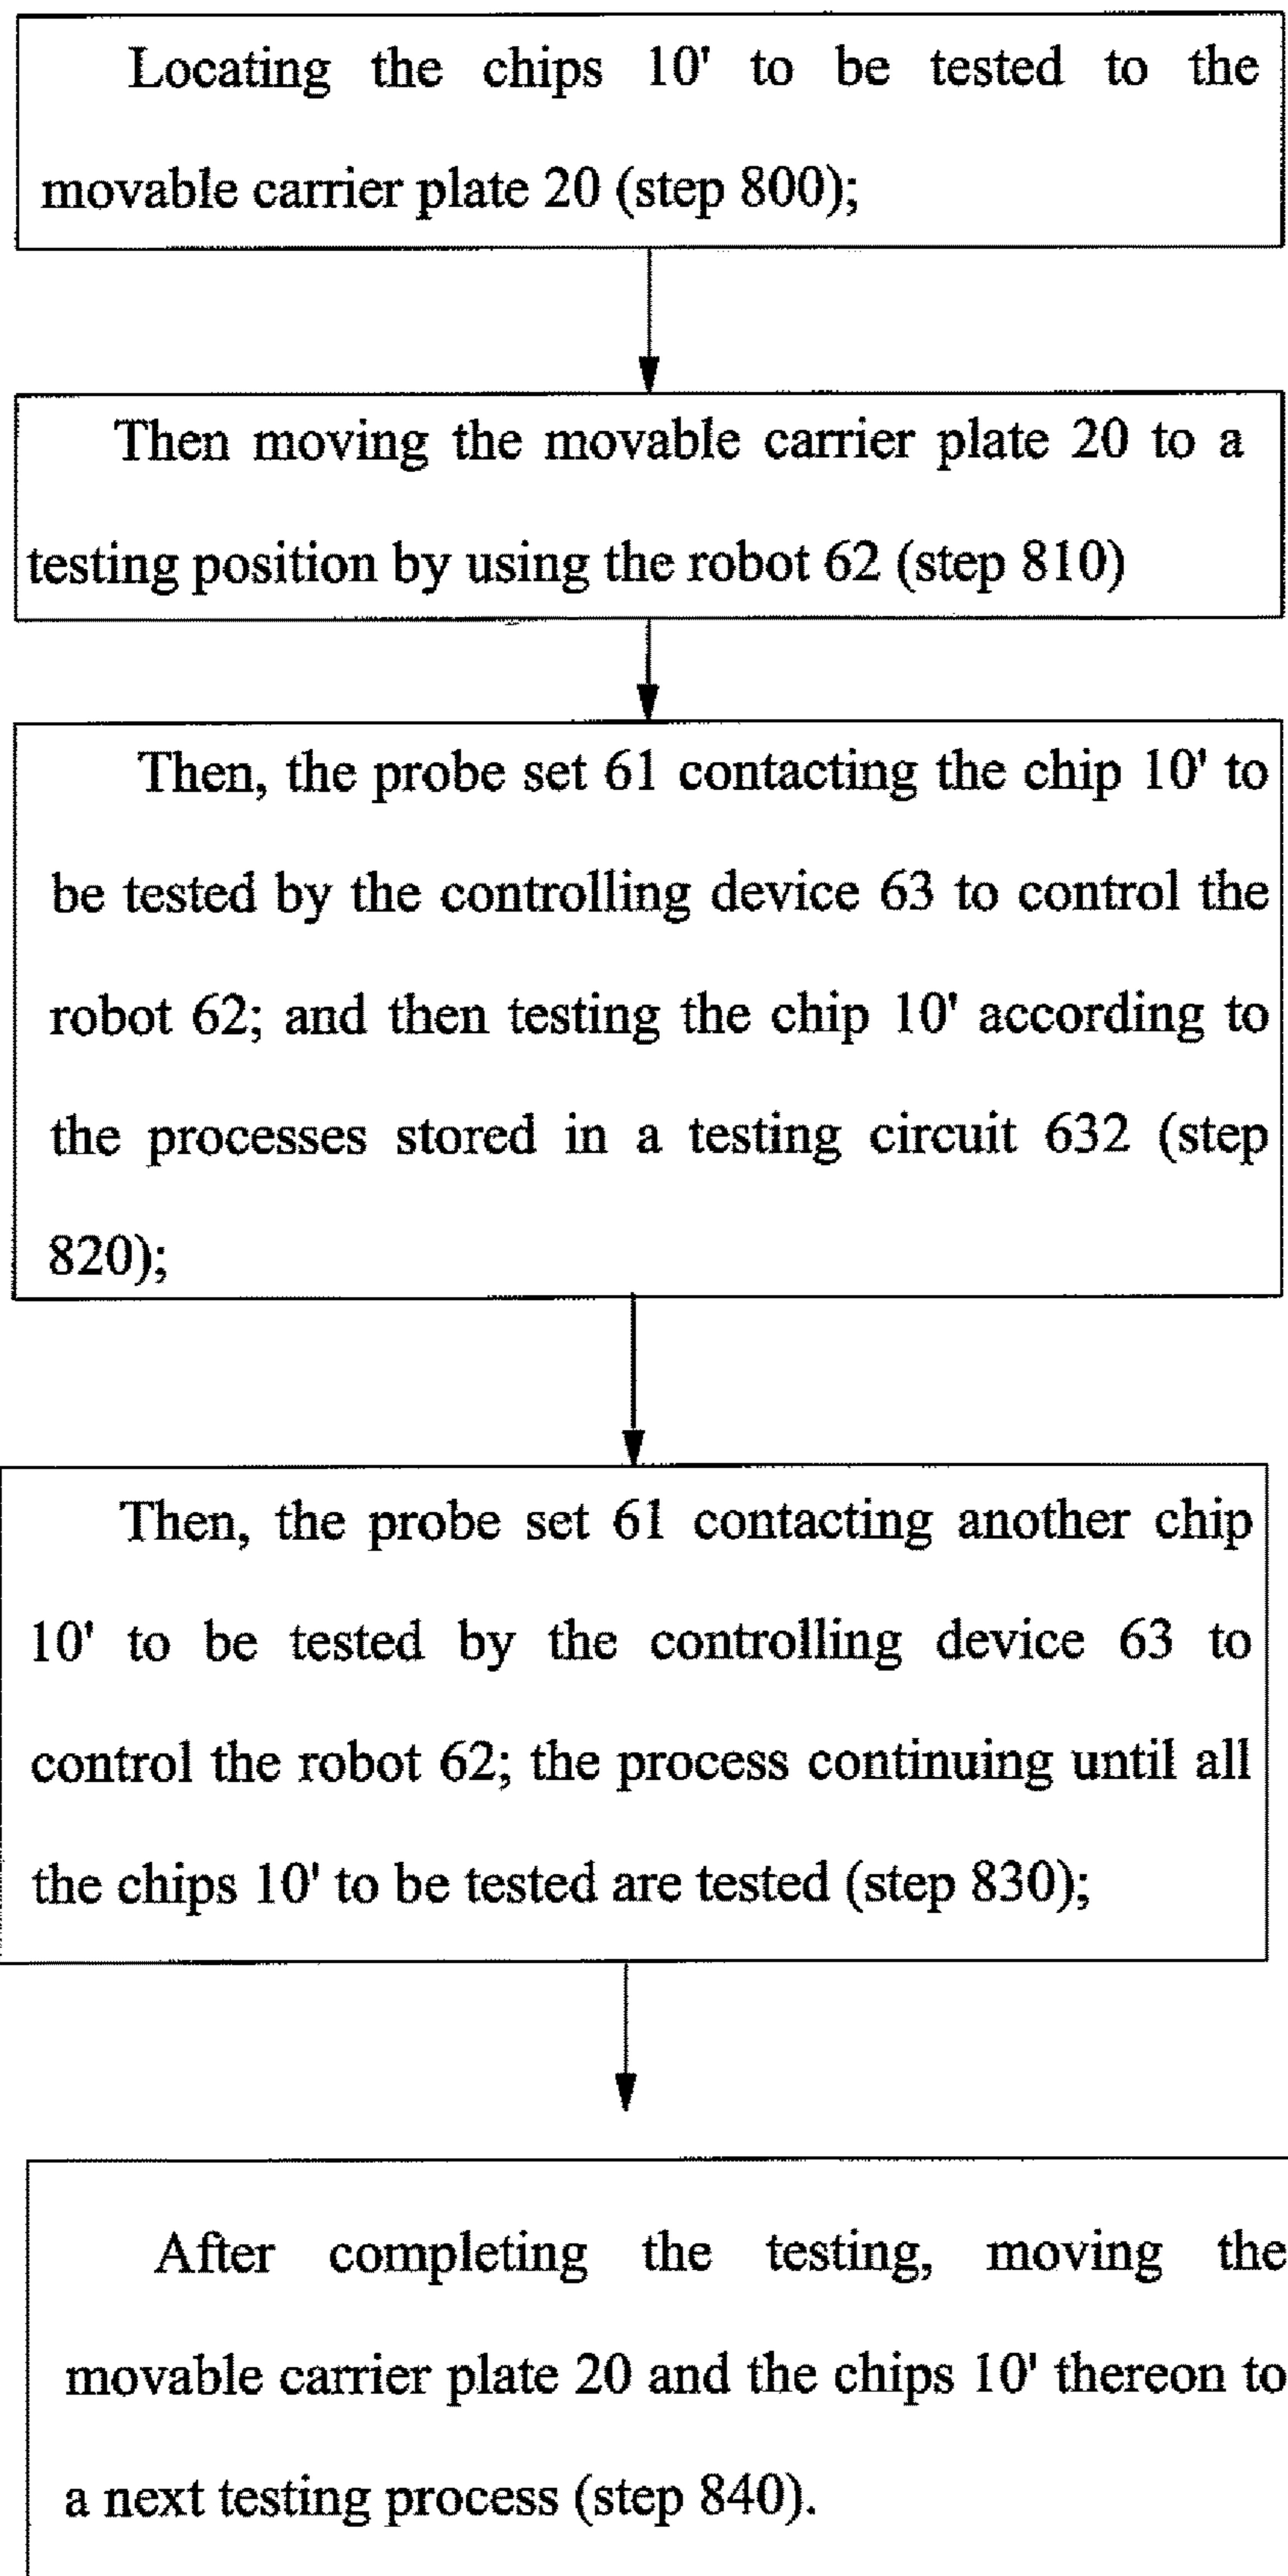 Locating the chips 10' to be tested to the
movable carrier plate 20 (step 800);
Then moving the movable carrier plate 20 to a
testing position by using the robot 62 (step 810)
Then, the probe set 61 contacting the chip 10' to
be tested by the controlling device 63 to control the
robot 62; and then testing the chip 10' according to
the processes stored in a testing circuit 632 (step
820);
Then, the probe set 61 contacting another chip
10' to be tested by the controlling device 63 to
control the robot 62; the process continuing until all
the chips 10' to be tested are tested (step 830);
After completing the testing, moving the
movable carrier plate 20 and the chips 10' thereon to
a next testing process (step 840).